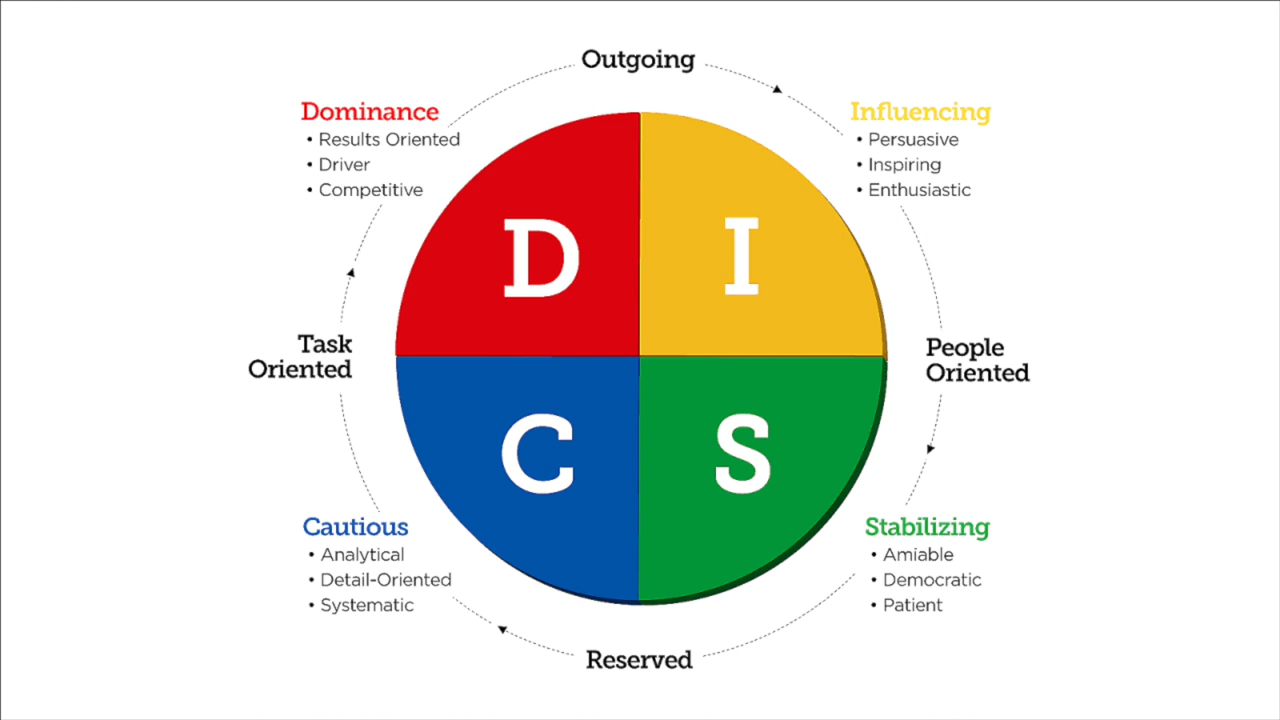 Outgoing
Dominance
• Results Oriented
• Driver
• Competitive
Influencing
• Persuasive
• Inspiring
• Enthusiastic
D
I
Task
Oriented
People
Oriented
C
S
Cautious
• Analytical
• Detail-Oriented
• Systematic
Stabilizing
• Amiable
• Democratic
• Patient
Reserved